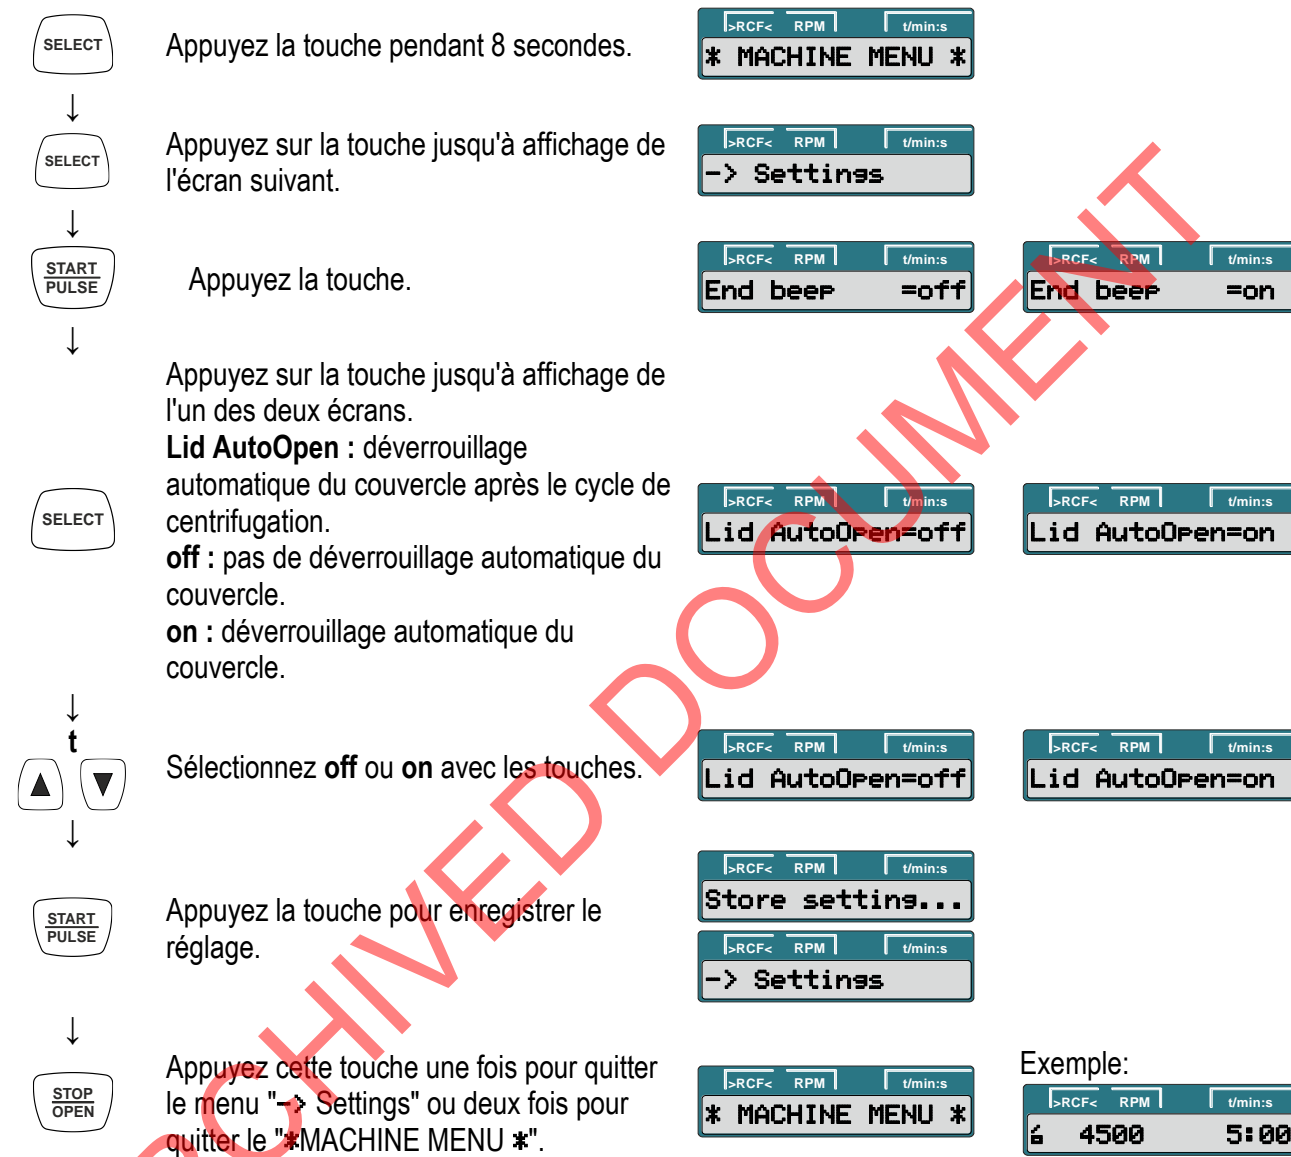 SELECT
Appuyez la touche pendant 8 secondes.
>RCF< RPM t/min:s
* MACHINE MENU *
↓
SELECT
Appuyez sur la touche jusqu'à affichage de
l'écran suivant.
>RCF< RPM t/min:s
-> Settings
↓
START
PULSE
Appuyez la touche.
>RCF< RPM t/min:s
End beep =off
>RCF< RPM t/min:s
End beep =on
↓
SELECT
Appuyez sur la touche jusqu'à affichage de
l'un des deux écrans.
Lid AutoOpen : déverrouillage
automatique du couvercle après le cycle de
centrifugation.
off : pas de déverrouillage automatique du
couvercle.
on : déverrouillage automatique du
couvercle.
>RCF< RPM t/min:s
Lid AutoOpen=off
>RCF< RPM t/min:s
Lid AutoOpen=on
↓
t
▲ ▼
Sélectionnez off ou on avec les touches.
>RCF< RPM t/min:s
Lid AutoOpen=off
>RCF< RPM t/min:s
Lid AutoOpen=on
↓
START
PULSE
Appuyez la touche pour enregistrer le
réglage.
>RCF< RPM t/min:s
Store setting...
>RCF< RPM t/min:s
-> Settings
↓
STOP
OPEN
Appuyez cette touche une fois pour quitter
le menu "-> Settings" ou deux fois pour
quitter le "*MACHINE MENU *".
>RCF< RPM t/min:s
* MACHINE MENU *
Exemple:
>RCF< RPM t/min:s
4500 5:00
RCHIVED DOCUMENT